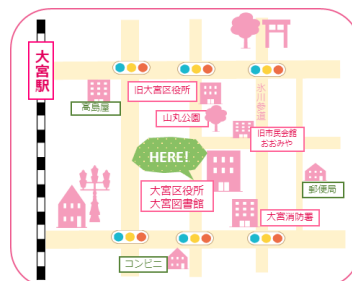 大宮駅
高島屋
旧大宮区役所
山丸公園
氷川参道
旧市民会館
おおみや
HERE!
大宮区役所
大宮図書館
郵便局
大宮消防署
コンビニ